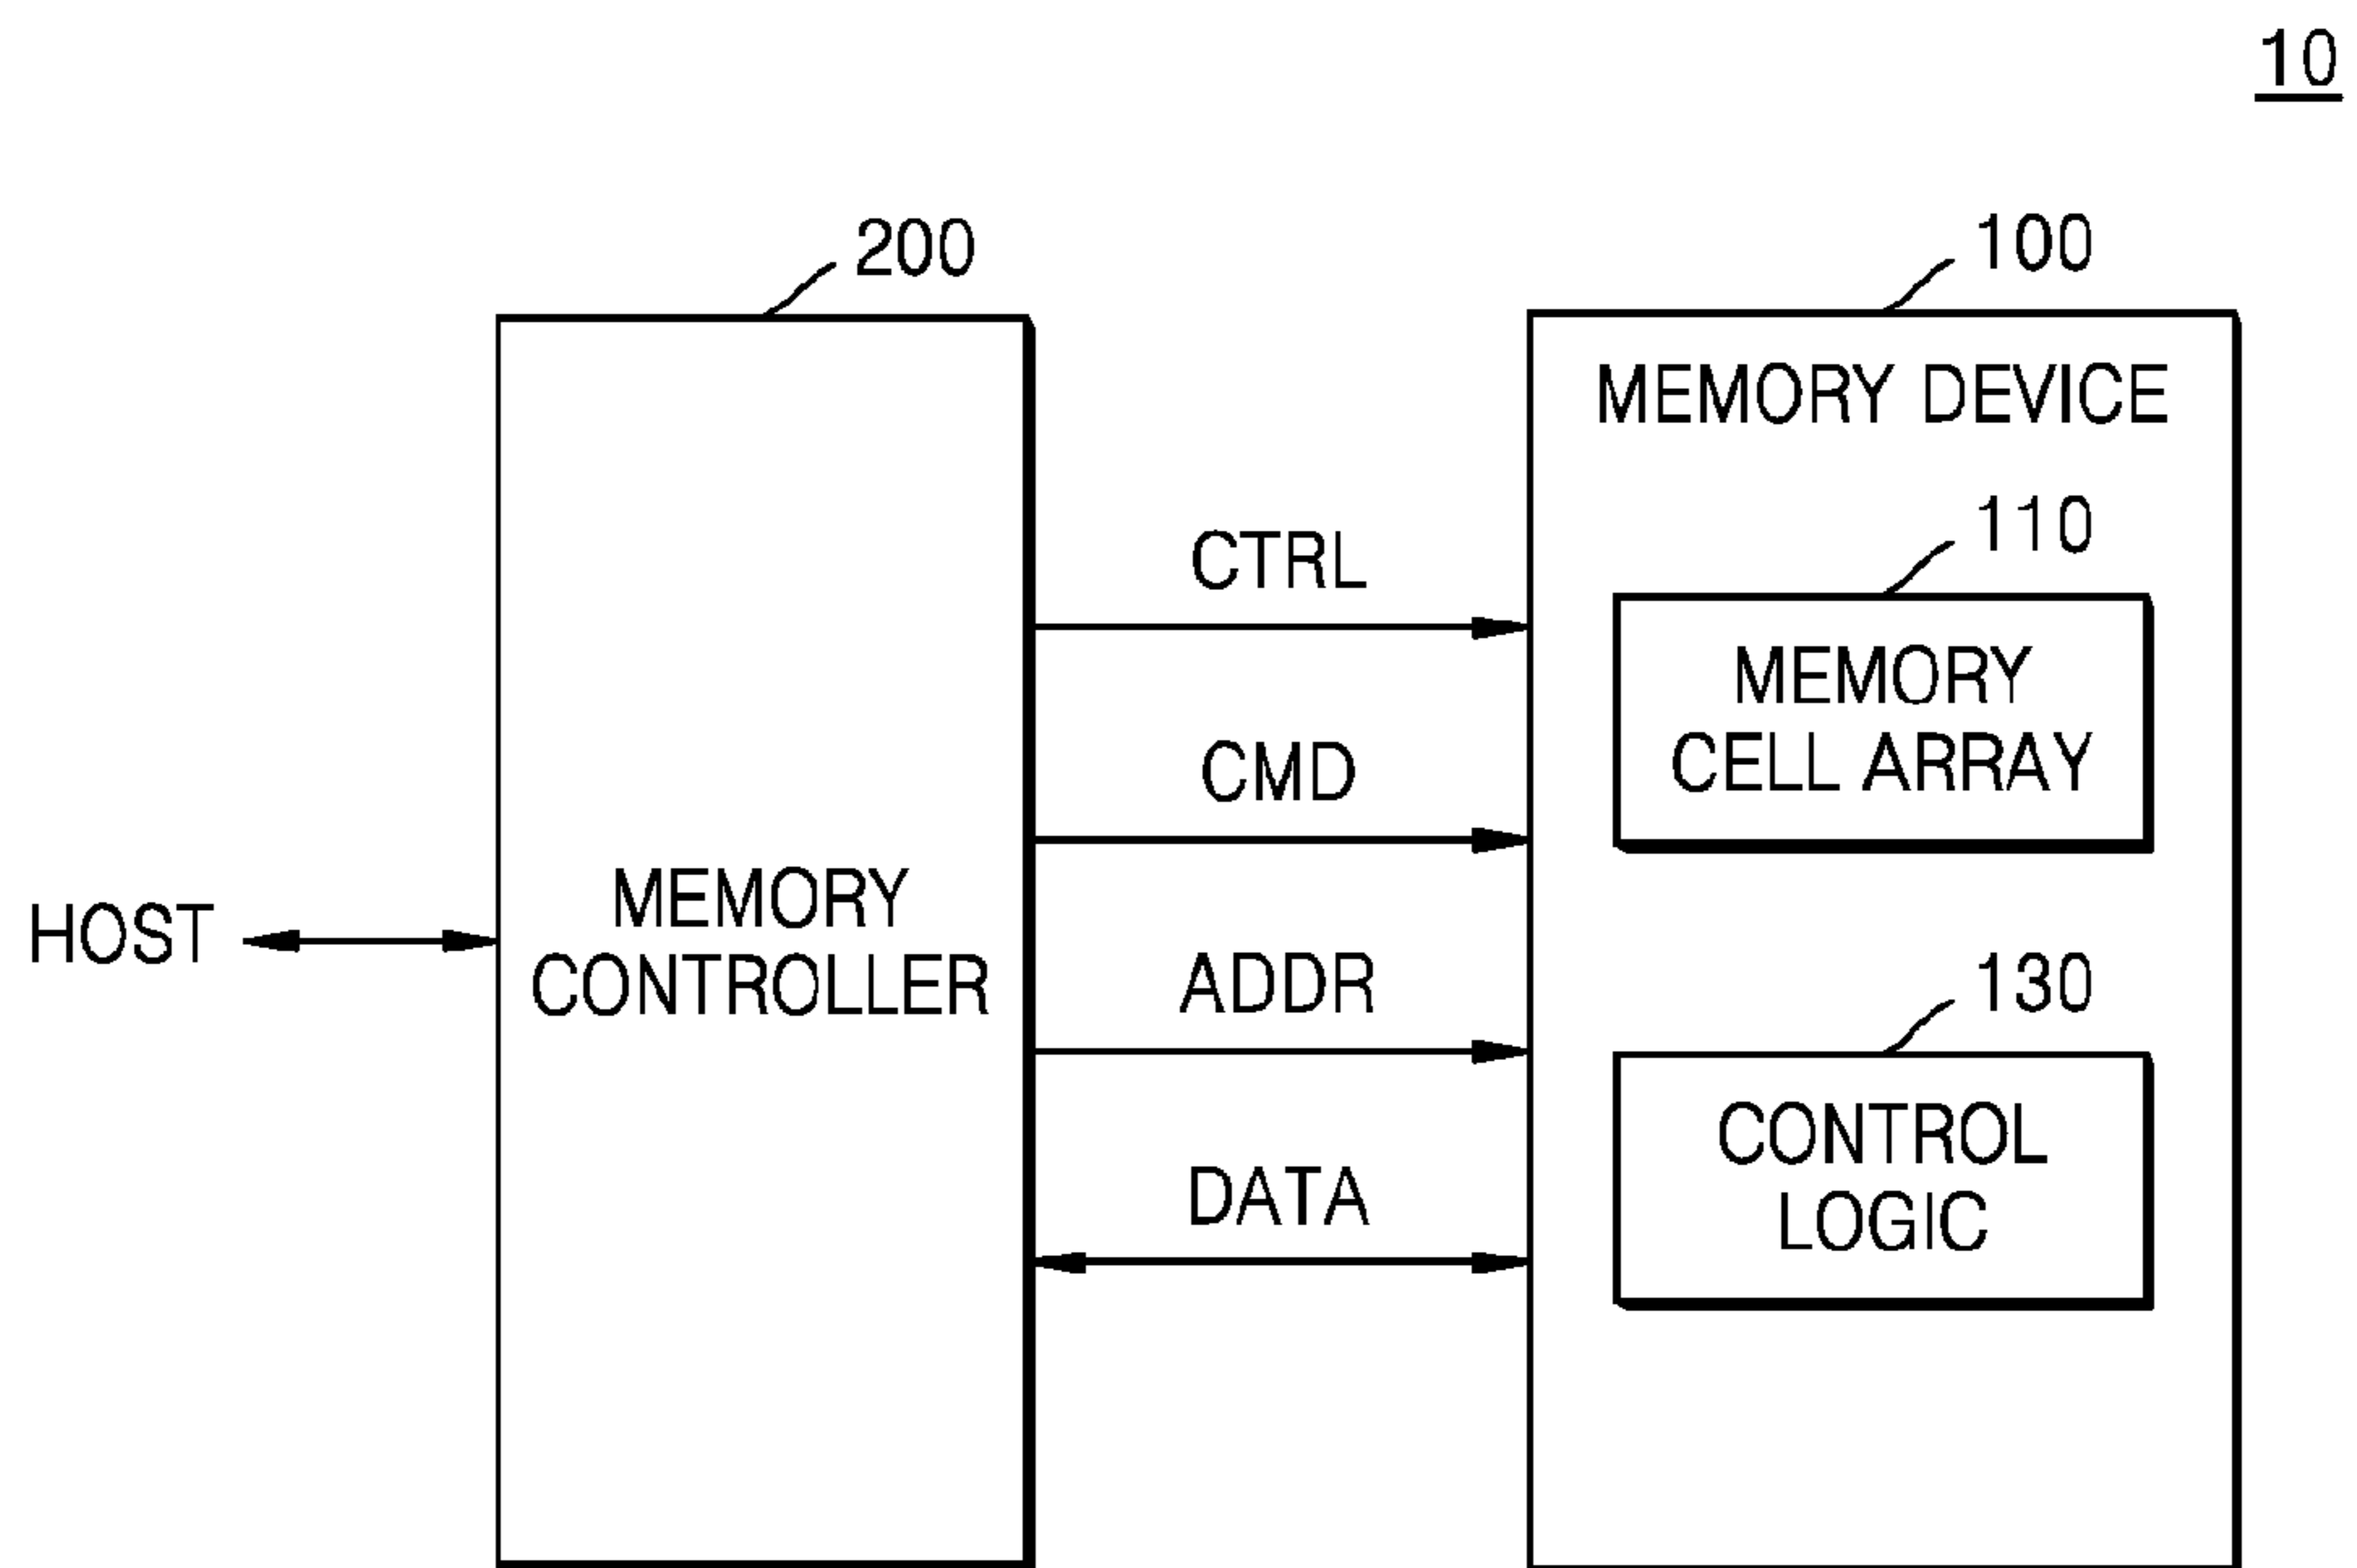 10
200
100
MEMORY DEVICE
110
CTRL
MEMORY
CELL ARRAY
CMD
HOST
MEMORY
CONTROLLER
ADDR
130
CONTROL
LOGIC
DATA